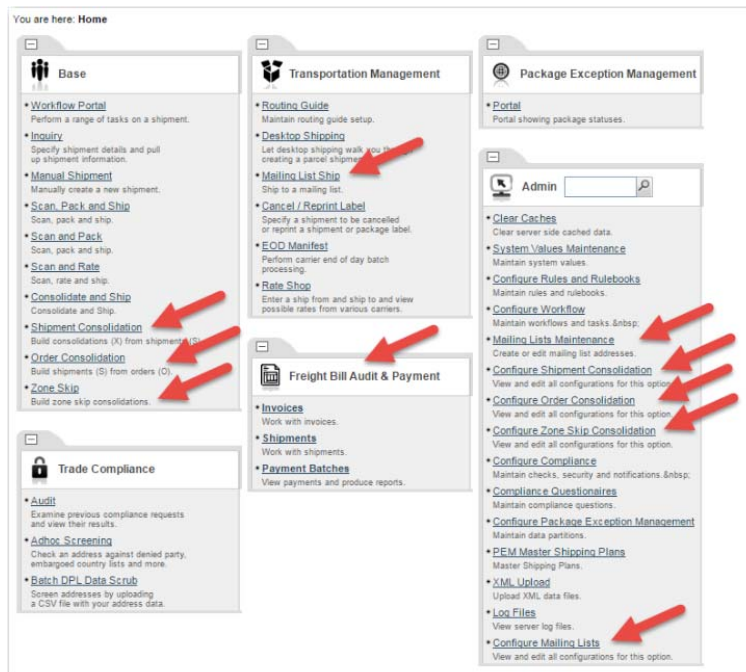 You are here: Home
Base
• Workflow Portal
Perform a range of tasks on a shipment.
• Inquiry
Specify shipment details and pull
up shipment information.
• Manual Shipment
Manually create a new shipment.
• Scan, Pack and Ship
Scan, pack and ship.
• Scan and Pack
Scan, pack and ship.
• Scan and Rate
Scan, rate and ship.
• Consolidate and Ship
Consolidate and Ship.
• Shipment Consolidation
Build consolidations (X) from shipments (S).
• Order Consolidation
Build shipments (S) from orders (O).
• Zone Skip
Build zone skip consolidations.
Trade Compliance
• Audit
Examine previous compliance requests
and view their results.
• Adhoc Screening
Check an address against denied party,
embargoed country lists and more.
• Batch DPL Data Scrub
Screen addresses by uploading
a CSV file with your address data.
Transportation Management
• Routing Guide
Maintain routing guide setup.
• Desktop Shipping
Let desktop shipping walk you
creating a parcel
• Mailing List Ship
Ship to a mailing list.
• Cancel / Reprint Label
Specify a shipment to be cancelled
or reprint a shipment or package label.
• EOD Manifest
Perform carrier end of day batch
processing.
• Rate Shop
Enter a ship from and ship to and view
possible rates from various carriers.
Freight Bill Audit & Payment
• Invoices
Work with invoices.
• Shipments
Work with shipments.
• Payment Batches
View payments and produce reports.
Package Exception Management
• Portal
Portal showing package statuses.
Admin
• Clear Caches
Clear server side cached data.
• System Values Maintenance
Maintain system values.
• Configure Rules and Rulebooks
Maintain rules and rulebooks.
• Configure Workflow
Maintain workflows and tasks.&nbsp;
• Mailing Lists Maintenance
Create or edit mailing list addresses.
• Configure Shipment Consolidation
View and edit all configurations for this option.
• Configure Order Consolidation
View and edit all configurations for this option.
• Configure Zone Skip Consolidation
View and edit all configurations for this option.
• Configure Compliance
Maintain checks, security and notifications.&nbsp;
• Compliance Questionaires
Maintain compliance questions.
• Configure Package Exception Management
Maintain data partitions.
• PEM Master Shipping Plans
Master Shipping Plans.
• XML Upload
Upload XML data files.
• Log Files
View server log files.
• Configure Mailing Lists
View and edit all configurations for this option.